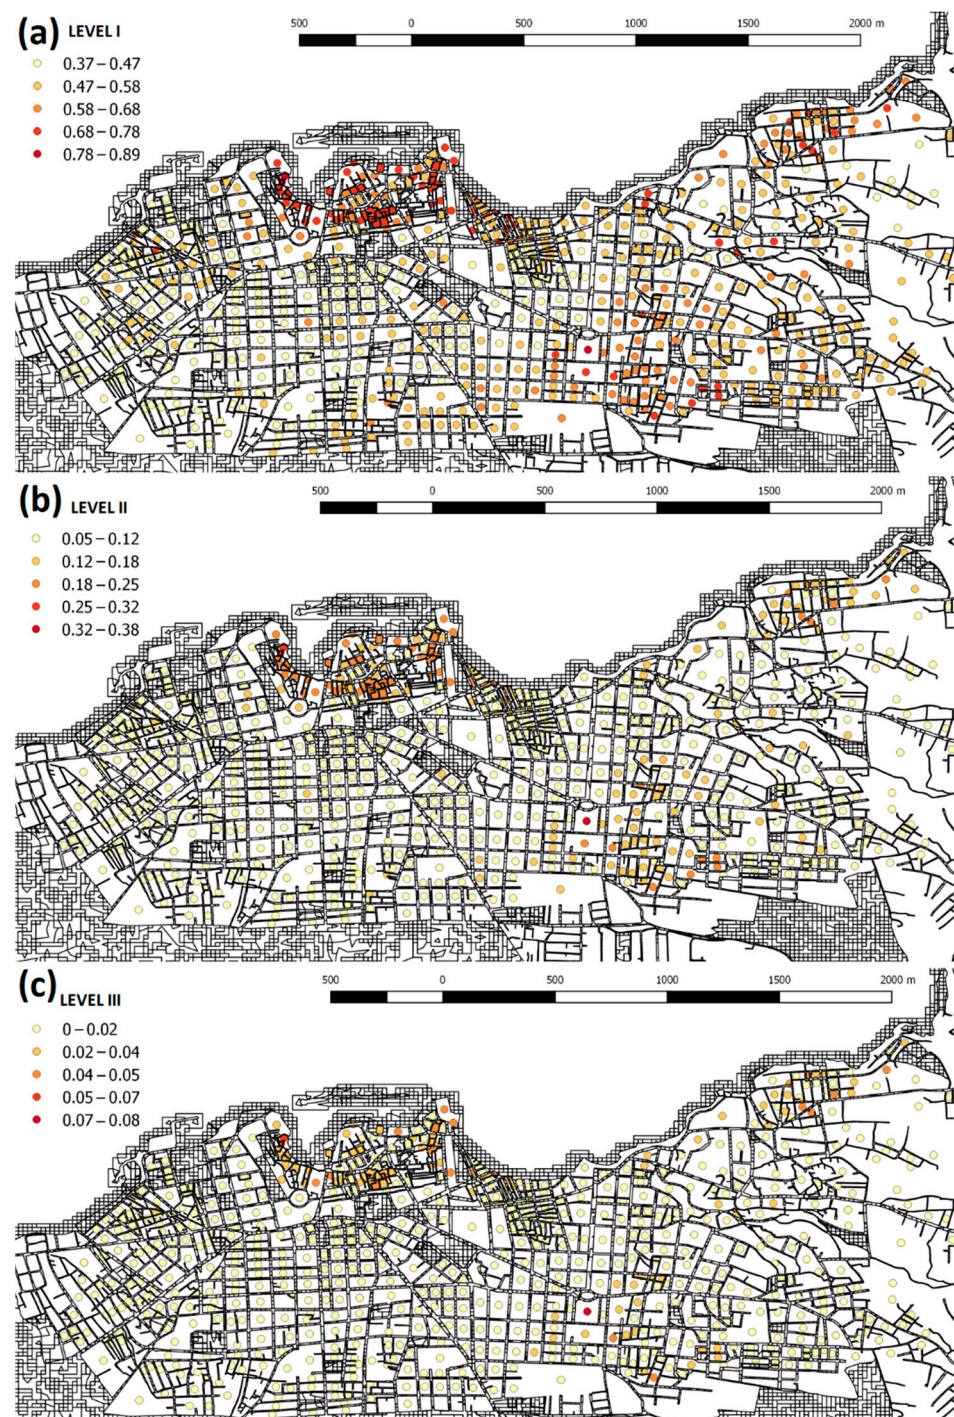 (a) LEVEL I
500 0 500 1000 1500 2000 m
0.37 – 0.47
0.47 – 0.58
0.58 – 0.68
0.68 – 0.78
0.78 – 0.89
(b) LEVEL II
500 0 500 1000 1500 2000 m
0.05 – 0.12
0.12 – 0.18
0.18 – 0.25
0.25 – 0.32
0.32 – 0.38
(c) LEVEL III
500 0 500 1000 1500 2000 m
0 – 0.02
0.02 – 0.04
0.04 – 0.05
0.05 – 0.07
0.07 – 0.08